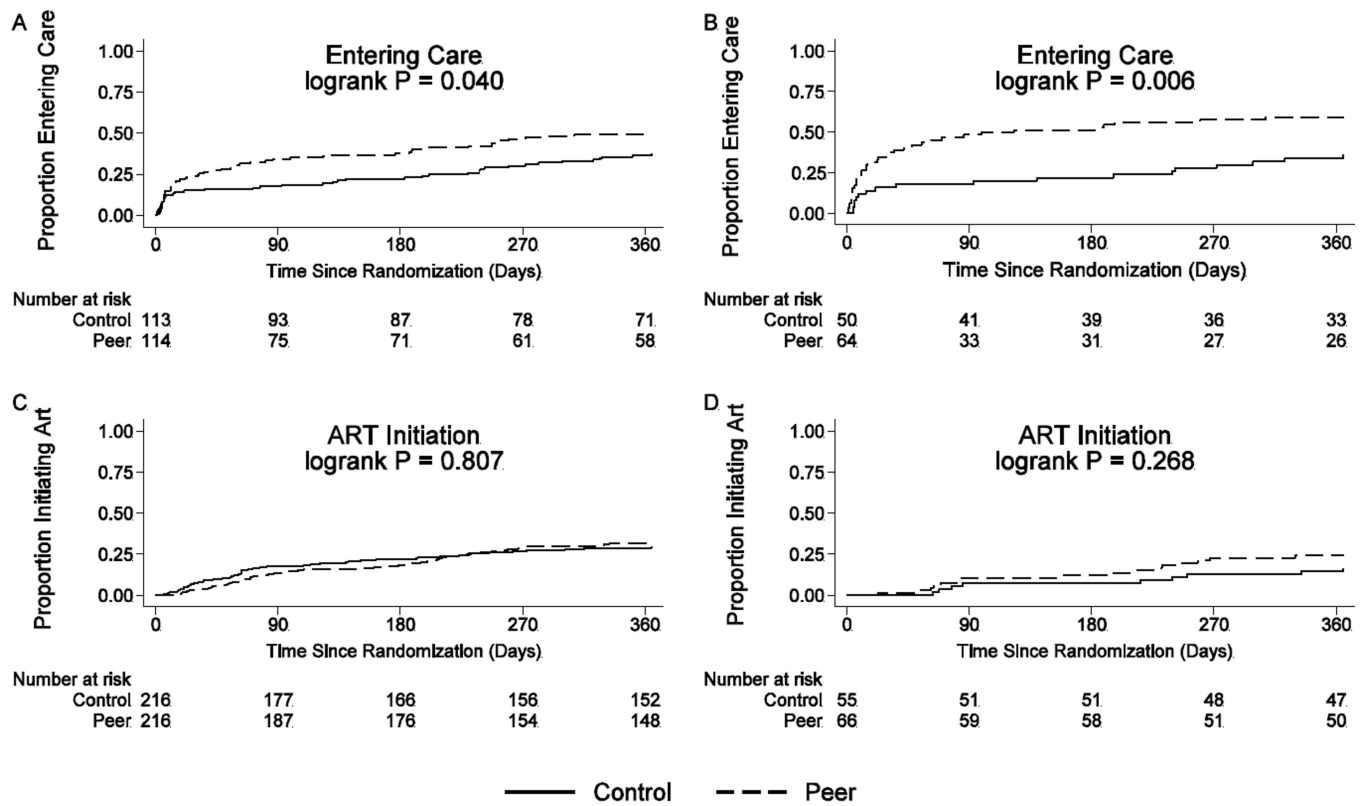 A
Entering Care
logrank P = 0.040
Proportion Entering Care
1.00
0.75
0.50
0.25
0.00
0 90 180 270 360
Time Since Randomization (Days)
Number at risk
Control 113 93 87 78 71
Peer 114 75 71 61 58
B
Entering Care
logrank P = 0.006
Proportion Entering Care
1.00
0.75
0.50
0.25
0.00
0 90 180 270 360
Time Since Randomization (Days)
Number at risk
Control 50 41 39 36 33
Peer 64 33 31 27 26
C
ART Initiation
logrank P = 0.807
Proportion Initiating Art
1.00
0.75
0.50
0.25
0.00
0 90 180 270 360
Time Since Randomization (Days)
Number at risk
Control 216 177 166 156 152
Peer 216 187 176 154 148
D
ART Initiation
logrank P = 0.268
Proportion Initiating Art
1.00
0.75
0.50
0.25
0.00
0 90 180 270 360
Time Since Randomization (Days)
Number at risk
Control 55 51 51 48 47
Peer 66 59 58 51 50
Control Peer